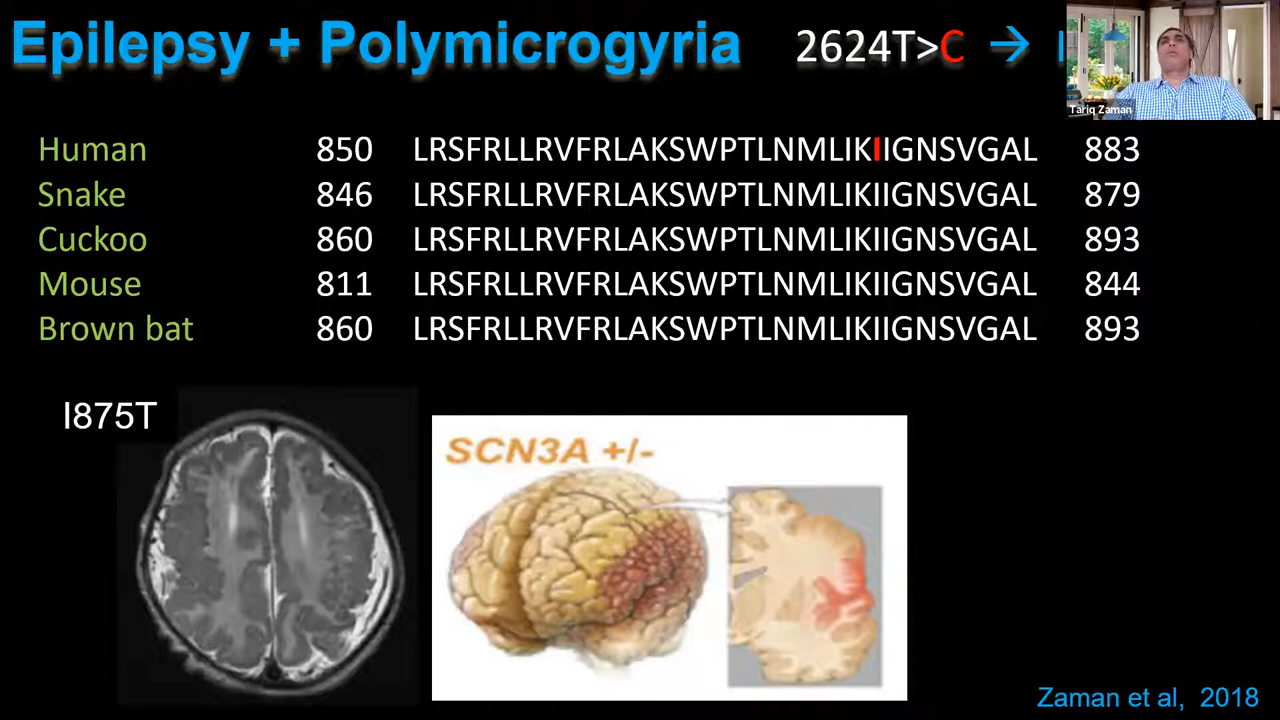 Epilepsy + Polymicrogyria 2624T>C →
Tariq Zaman
Human 850 LRSFRLLRVFRLAKSWPTLNMLIKIIGNSVGAL 883
Snake 846 LRSFRLLRVFRLAKSWPTLNMLIKIIGNSVGAL 879
Cuckoo 860 LRSFRLLRVFRLAKSWPTLNMLIKIIGNSVGAL 893
Mouse 811 LRSFRLLRVFRLAKSWPTLNMLIKIIGNSVGAL 844
Brown bat 860 LRSFRLLRVFRLAKSWPTLNMLIKIIGNSVGAL 893
I875T
SCN3A +/-
Zaman et al, 2018